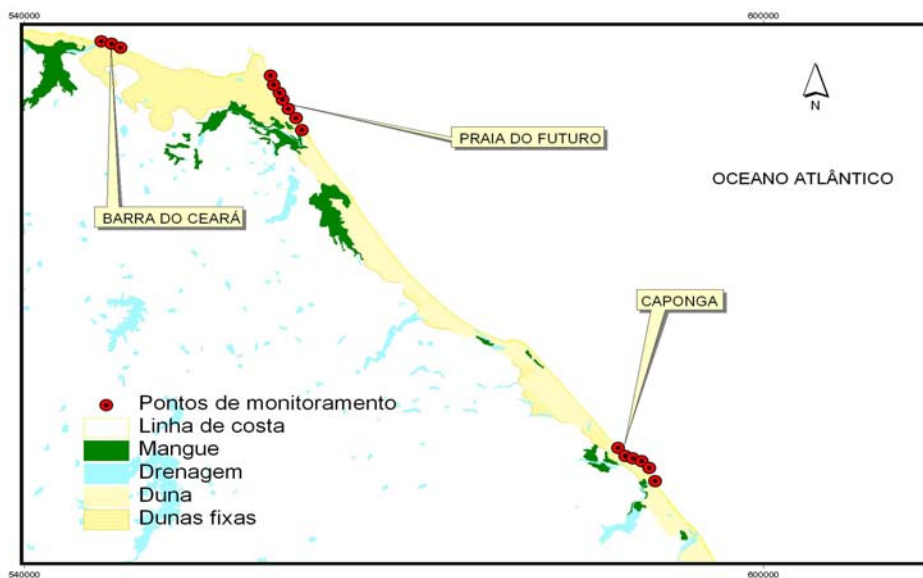 540000
600000
N
PRAIA DO FUTURO
OCEANO ATLÂNTICO
BARRA DO CEARÁ
CAPONGA
Pontos de monitoramento
Linha de costa
Mangue
Drenagem
Duna
Dunas fixas
540000
600000